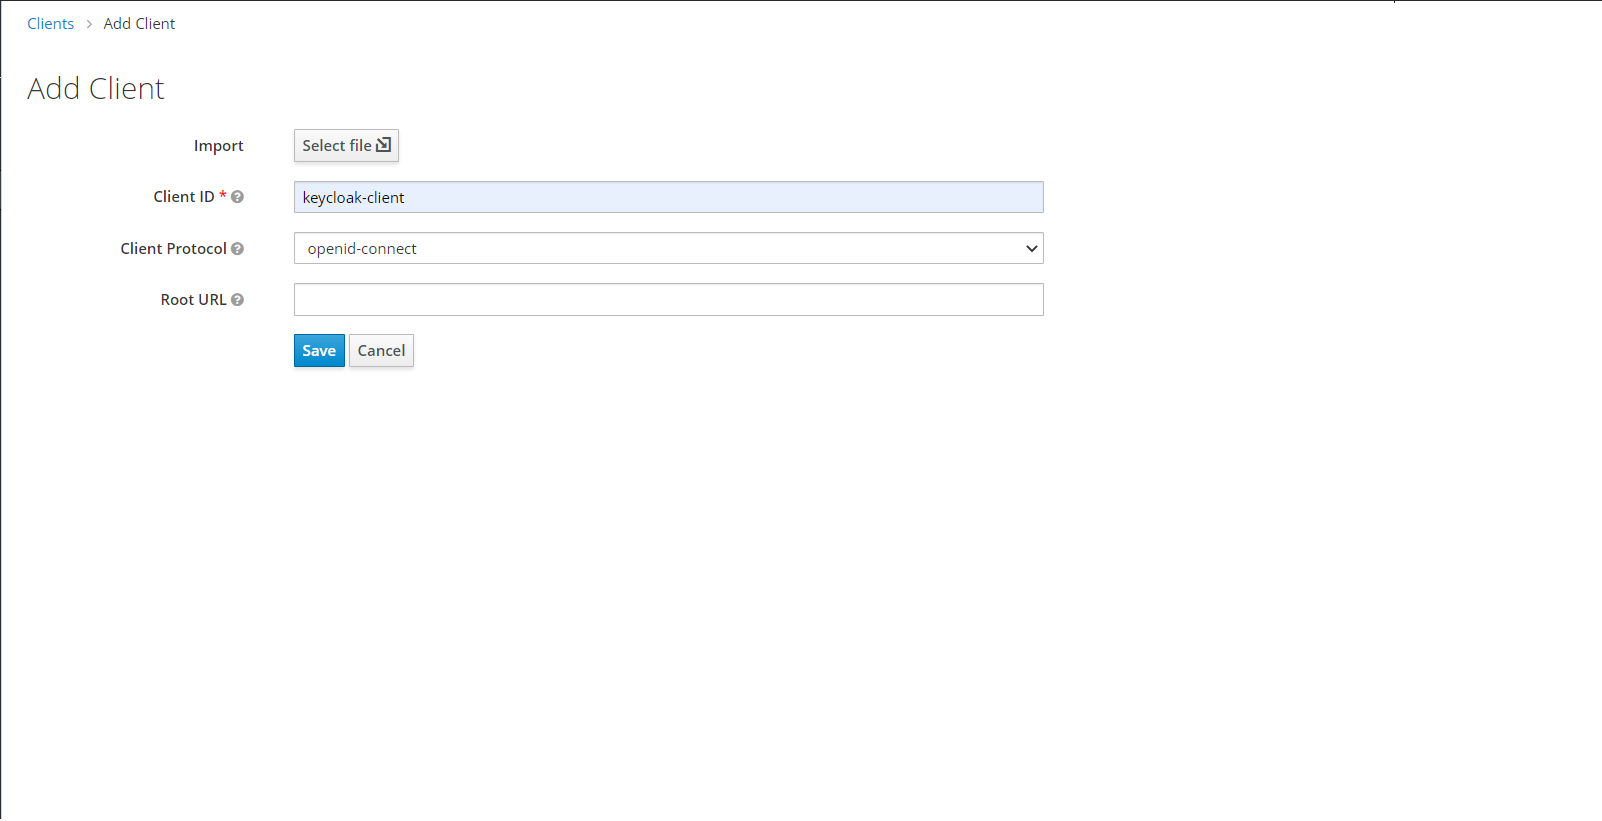 Clients > Add Client
Add Client
Import Select file
Client ID * keycloak-client
Client Protocol openid-connect
Root URL
Save Cancel